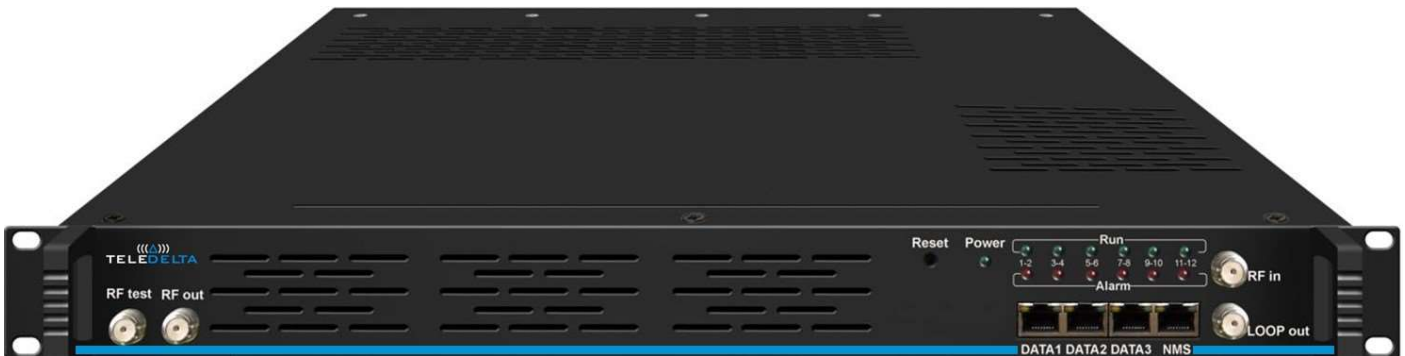 (((△)))
TELEDELTA
RF test RF out
Reset Power
Run
1-2 3-4 5-6 7-8 9-10 11-12
Alarm
RF in
LOOP out
DATA1 DATA2 DATA3 NMS